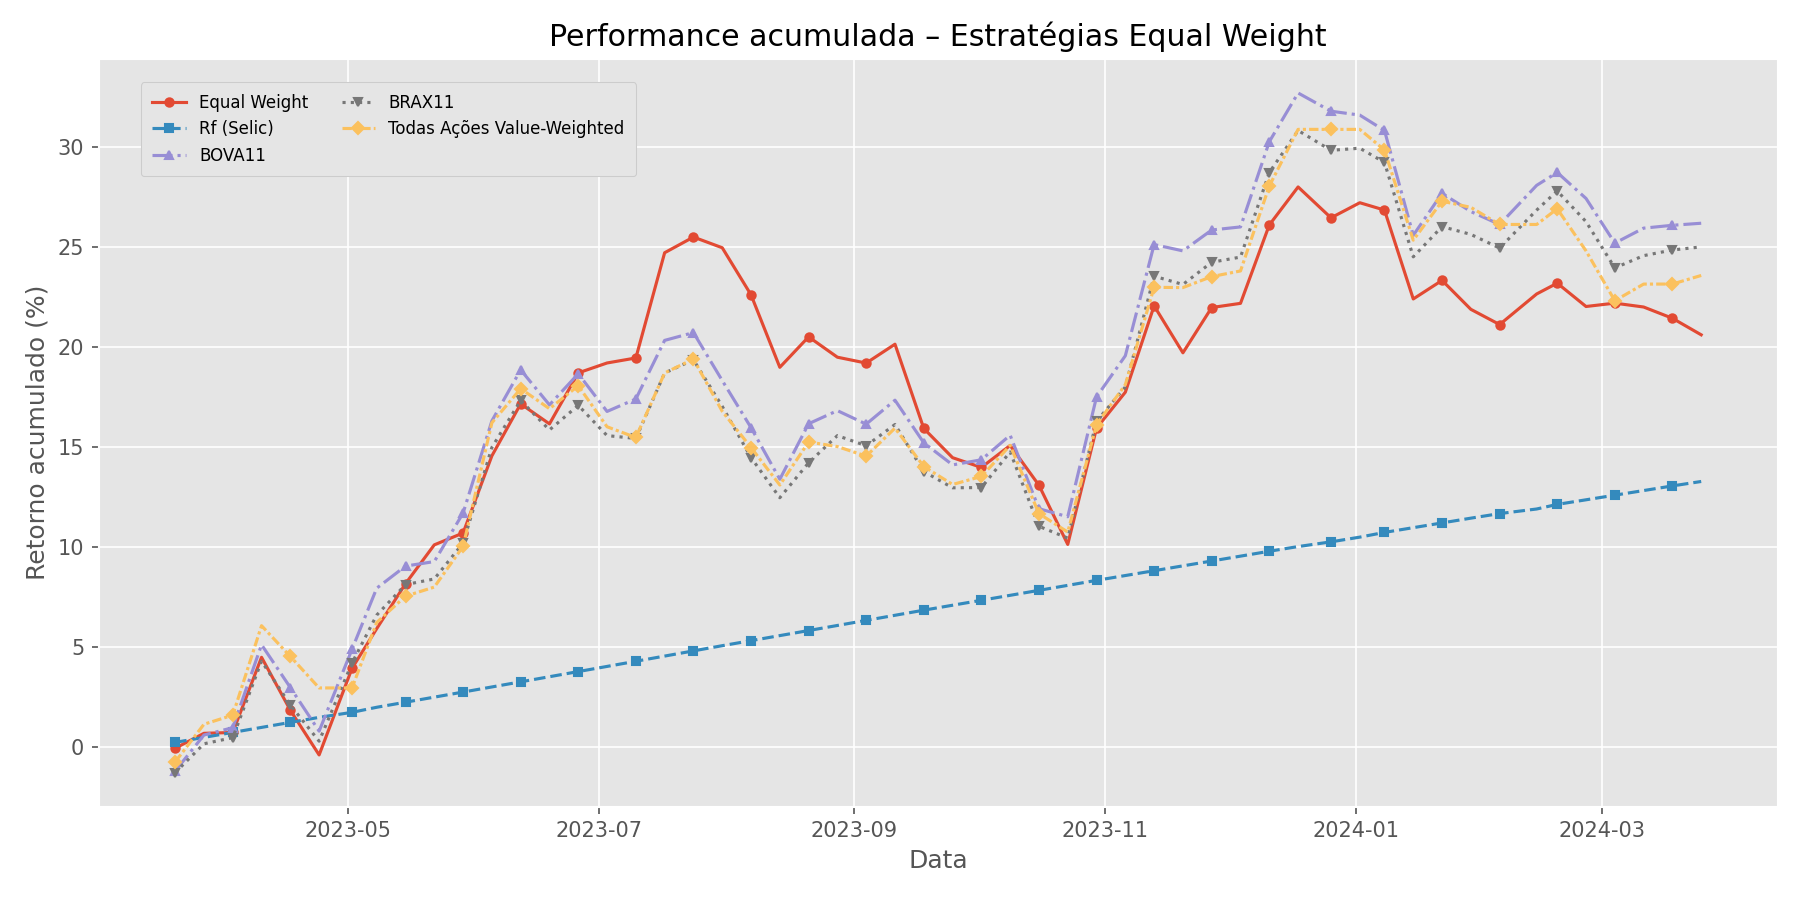 Performance acumulada – Estratégias Equal Weight
Equal Weight
Rf (Selic)
BOVA11
BRAX11
Todas Ações Value-Weighted
Retorno acumulado (%)
30
25
20
15
10
5
0
2023-05
2023-07
2023-09
2023-11
2024-01
2024-03
Data